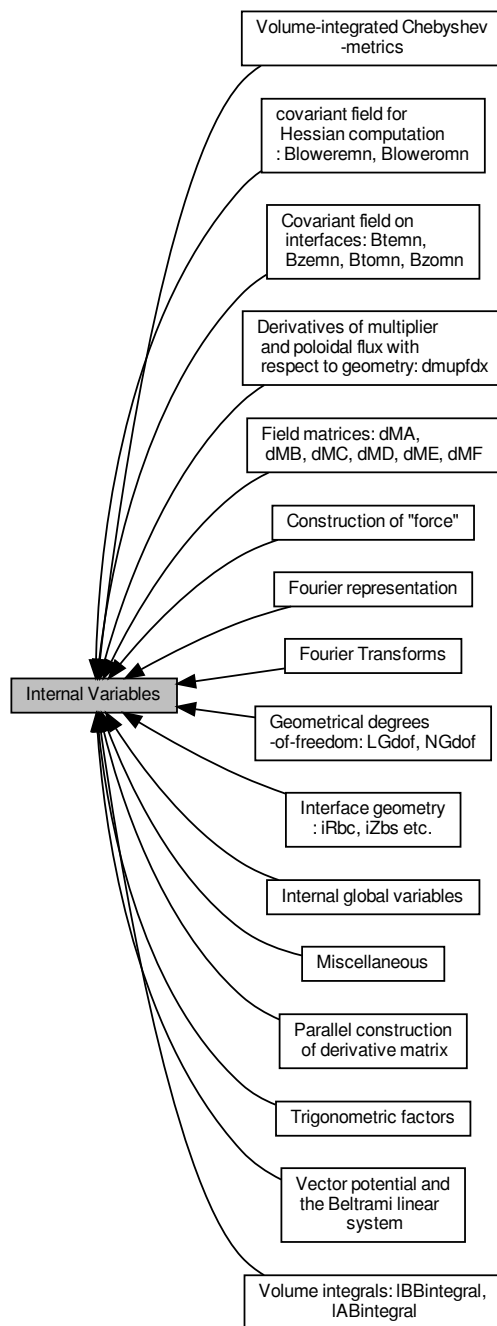 Volume-integrated Chebyshev
-metrics
covariant field for
Hessian computation
: Bloweremn, Bloweromn
Covariant field on
interfaces: Btemn,
Bzemn, Btomn, Bzomn
Derivatives of multiplier
and poloidal flux with
respect to geometry: dmupfdx
Field matrices: dMA,
dMB, dMC, dMD, dME, dMF
Construction of "force"
Fourier representation
Fourier Transforms
Internal Variables
Geometrical degrees
-of-freedom: LGdof, NGdof
Interface geometry
: iRbc, iZbs etc.
Internal global variables
Miscellaneous
Parallel construction
of derivative matrix
Trigonometric factors
Vector potential and
the Beltrami linear
system
Volume integrals: lBBintegral,
lABintegral